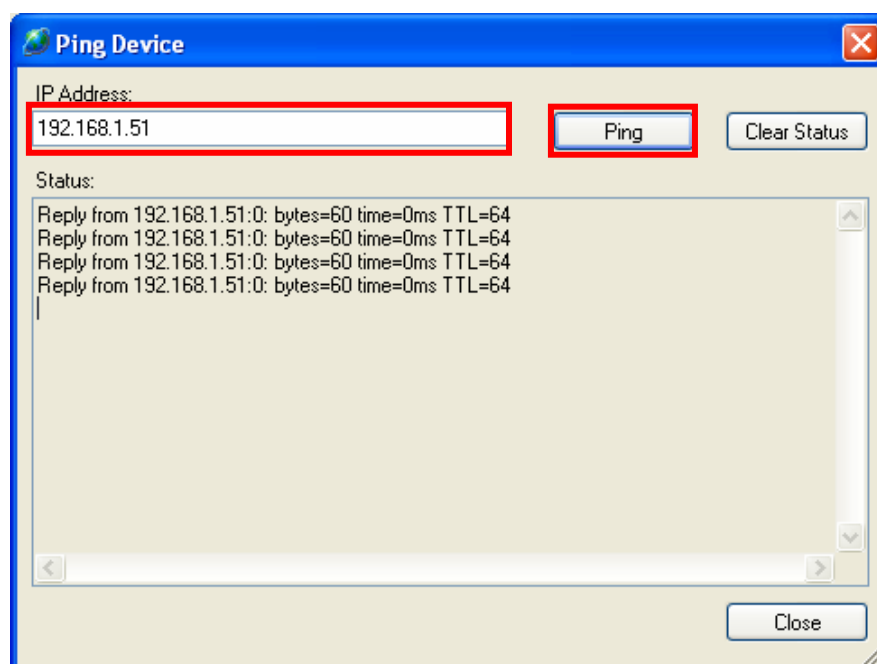 Ping Device
IP Address:
192.168.1.51
Ping
Clear Status
Status:
Reply from 192.168.1.51:0: bytes=60 time=0ms TTL=64
Reply from 192.168.1.51:0: bytes=60 time=0ms TTL=64
Reply from 192.168.1.51:0: bytes=60 time=0ms TTL=64
Reply from 192.168.1.51:0: bytes=60 time=0ms TTL=64
Close